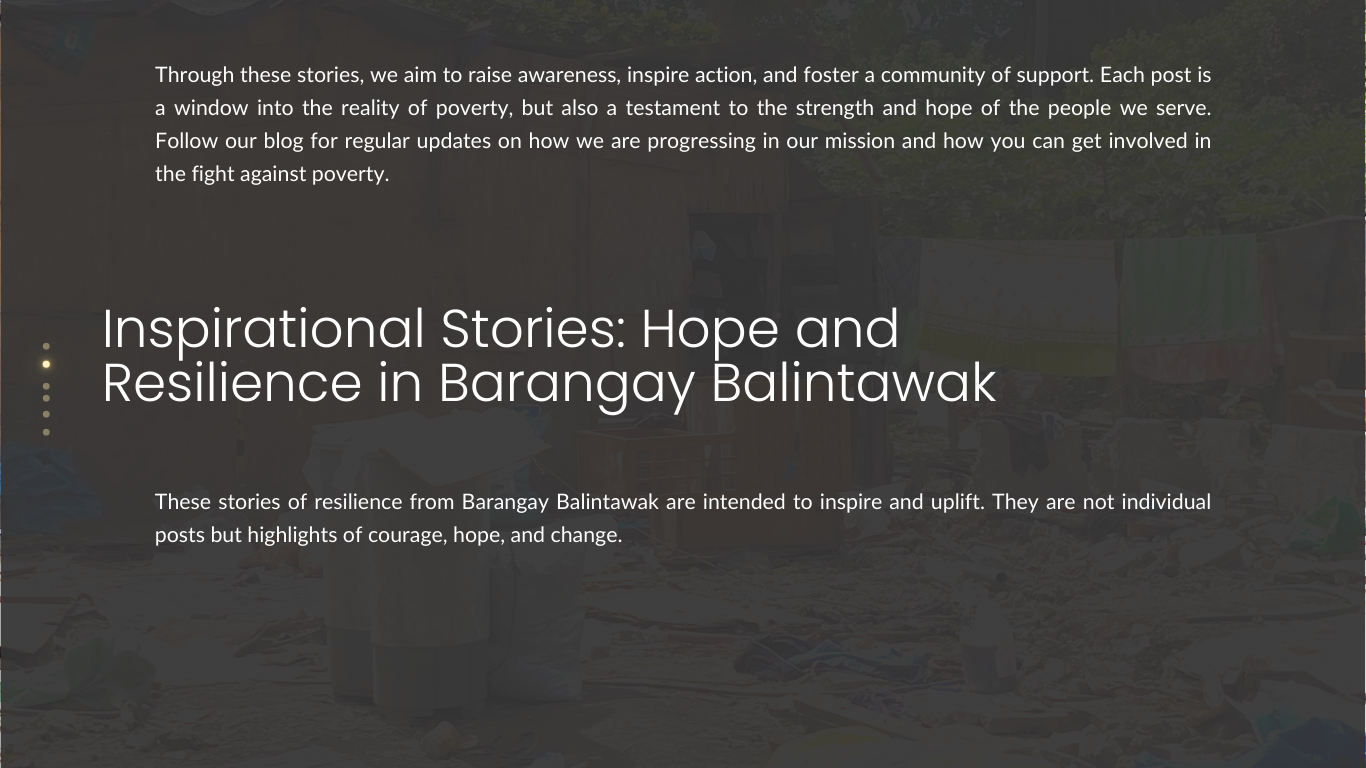 Through these stories, we aim to raise awareness, inspire action, and foster a community of support. Each post is
a window into the reality of poverty, but also a testament to the strength and hope of the people we serve.
Follow our blog for regular updates on how we are progressing in our mission and how you can get involved in
the fight against poverty.
Inspirational Stories: Hope and
Resilience in Barangay Balintawak
These stories of resilience from Barangay Balintawak are intended to inspire and uplift. They are not individual
posts but highlights of courage, hope, and change.